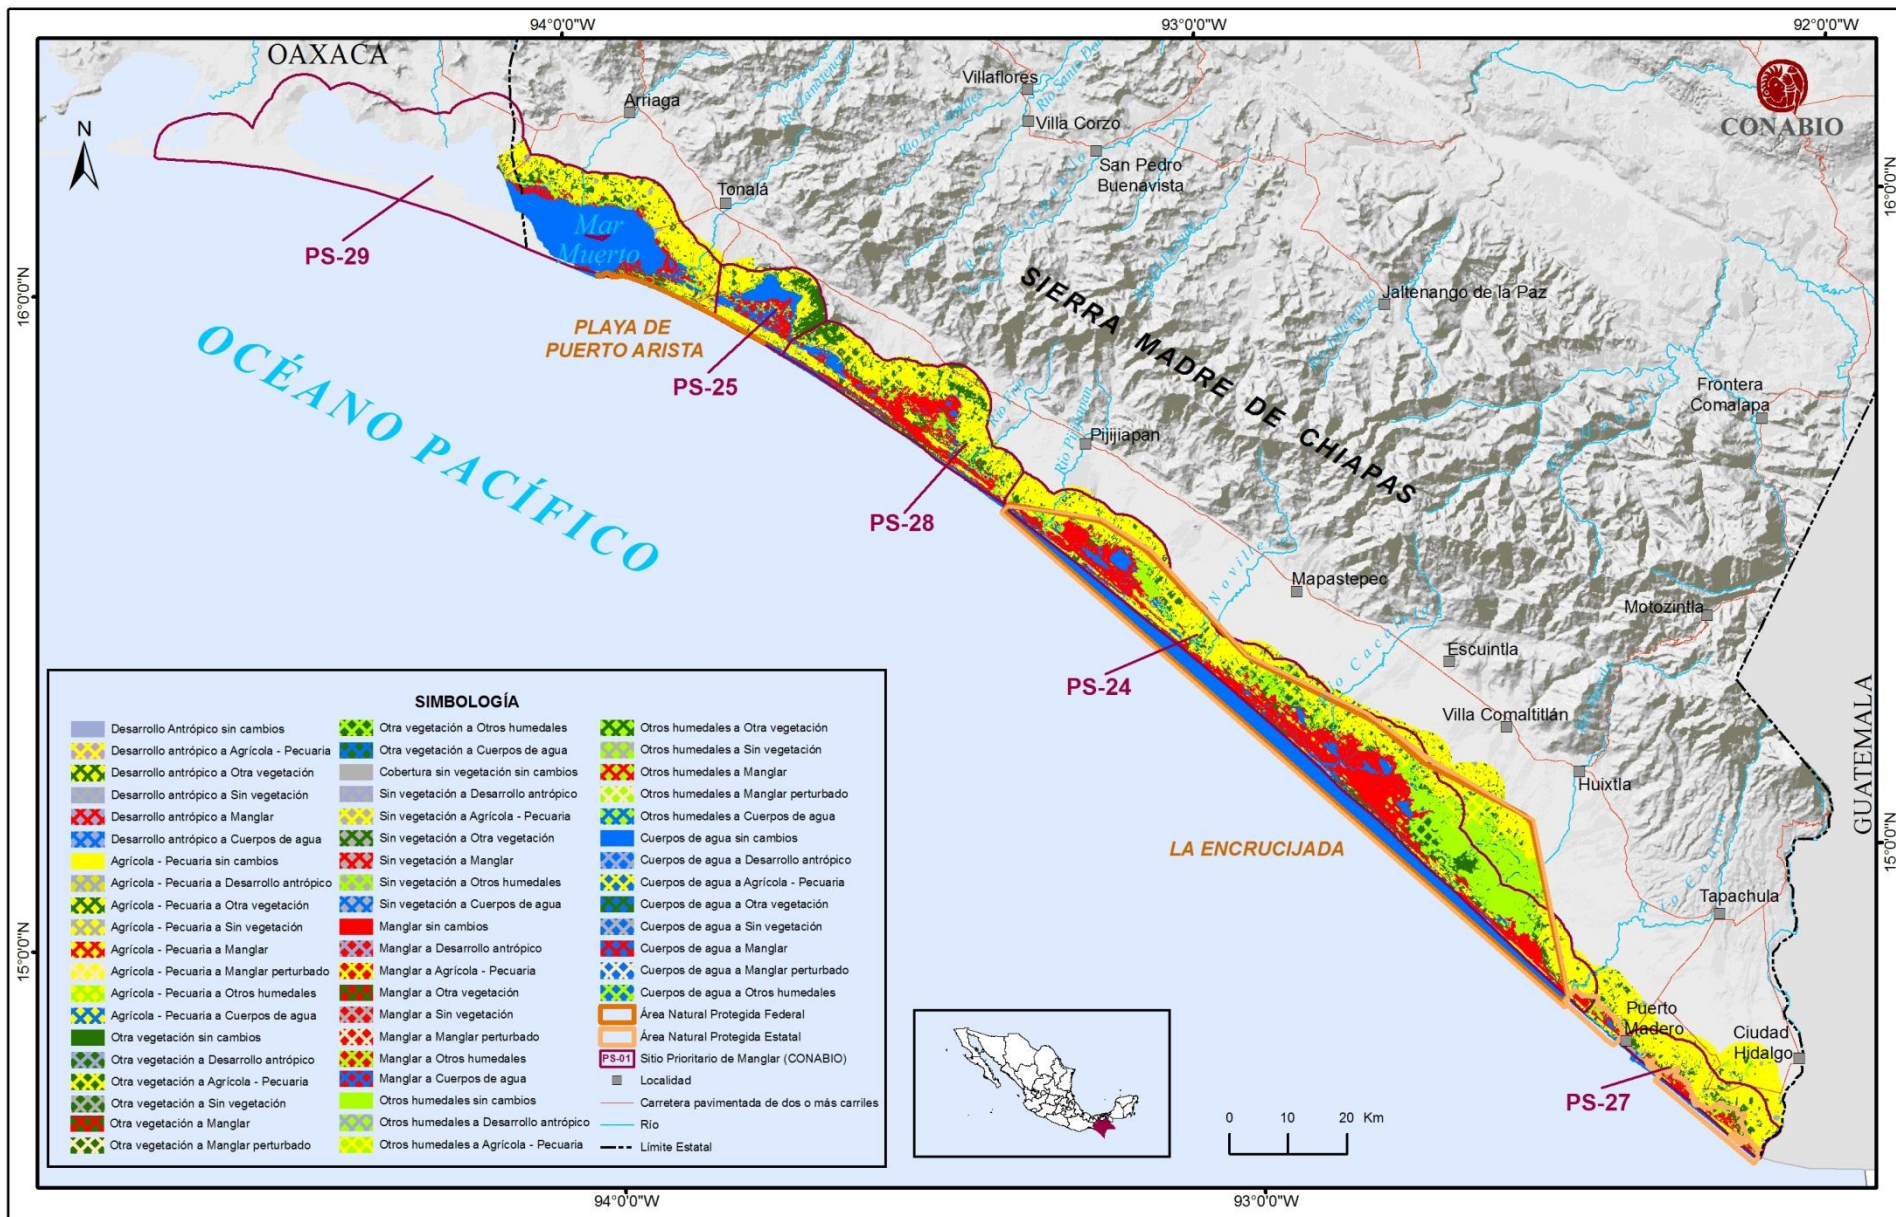 94°0'0"W
93°0'0"W
92°0'0"W
OAXACA
CONABIO
N
Arriaga
Villaflores
Villa Corzo
San Pedro
Buenavista
Tonalá
16°0'0"N
16°0'0"N
Mar
Muerto
PS-29
PLAYA DE
PUERTO ARISTA
PS-25
OCÉANO PACÍFICO
SIERRA MADRE DE CHIAPAS
Jaltenango de la Paz
Frontera
Comalapa
Río Pijijiapan
Pijijiapan
PS-28
Mapastepec
Motozintla
Escuintla
PS-24
Villa Comaltitlán
Huixtla
GUATEMALA
LA ENCRUCIJADA
15°0'0"N
15°0'0"N
Tapachula
Puerto
Madero
Ciudad
Hidalgo
PS-27
SIMBOLOGÍA
Desarrollo Antrópico sin cambios
Desarrollo antrópico a Agrícola - Pecuaria
Desarrollo antrópico a Otra vegetación
Desarrollo antrópico a Sin vegetación
Desarrollo antrópico a Manglar
Desarrollo antrópico a Cuerpos de agua
Agrícola - Pecuaria sin cambios
Agrícola - Pecuaria a Desarrollo antrópico
Agrícola - Pecuaria a Otra vegetación
Agrícola - Pecuaria a Sin vegetación
Agrícola - Pecuaria a Manglar
Agrícola - Pecuaria a Manglar perturbado
Agrícola - Pecuaria a Otros humedales
Agrícola - Pecuaria a Cuerpos de agua
Otra vegetación sin cambios
Otra vegetación a Desarrollo antrópico
Otra vegetación a Agrícola - Pecuaria
Otra vegetación a Sin vegetación
Otra vegetación a Manglar
Otra vegetación a Manglar perturbado
Otra vegetación a Otros humedales
Otra vegetación a Cuerpos de agua
Cobertura sin vegetación sin cambios
Sin vegetación a Desarrollo antrópico
Sin vegetación a Agrícola - Pecuaria
Sin vegetación a Otra vegetación
Sin vegetación a Manglar
Sin vegetación a Otros humedales
Sin vegetación a Cuerpos de agua
Manglar sin cambios
Manglar a Desarrollo antrópico
Manglar a Agrícola - Pecuaria
Manglar a Otra vegetación
Manglar a Sin vegetación
Manglar a Manglar perturbado
Manglar a Otros humedales
Manglar a Cuerpos de agua
Otros humedales sin cambios
Otros humedales a Desarrollo antrópico
Otros humedales a Agrícola - Pecuaria
Otros humedales a Otra vegetación
Otros humedales a Sin vegetación
Otros humedales a Manglar
Otros humedales a Manglar perturbado
Otros humedales a Cuerpos de agua
Cuerpos de agua sin cambios
Cuerpos de agua a Desarrollo antrópico
Cuerpos de agua a Agrícola - Pecuaria
Cuerpos de agua a Otra vegetación
Cuerpos de agua a Sin vegetación
Cuerpos de agua a Manglar
Cuerpos de agua a Manglar perturbado
Cuerpos de agua a Otros humedales
Área Natural Protegida Federal
Área Natural Protegida Estatal
PS-01 Sitio Prioritario de Manglar (CONABIO)
Localidad
Carretera pavimentada de dos o más carriles
Río
Límite Estatal
0 10 20 Km
94°0'0"W
93°0'0"W